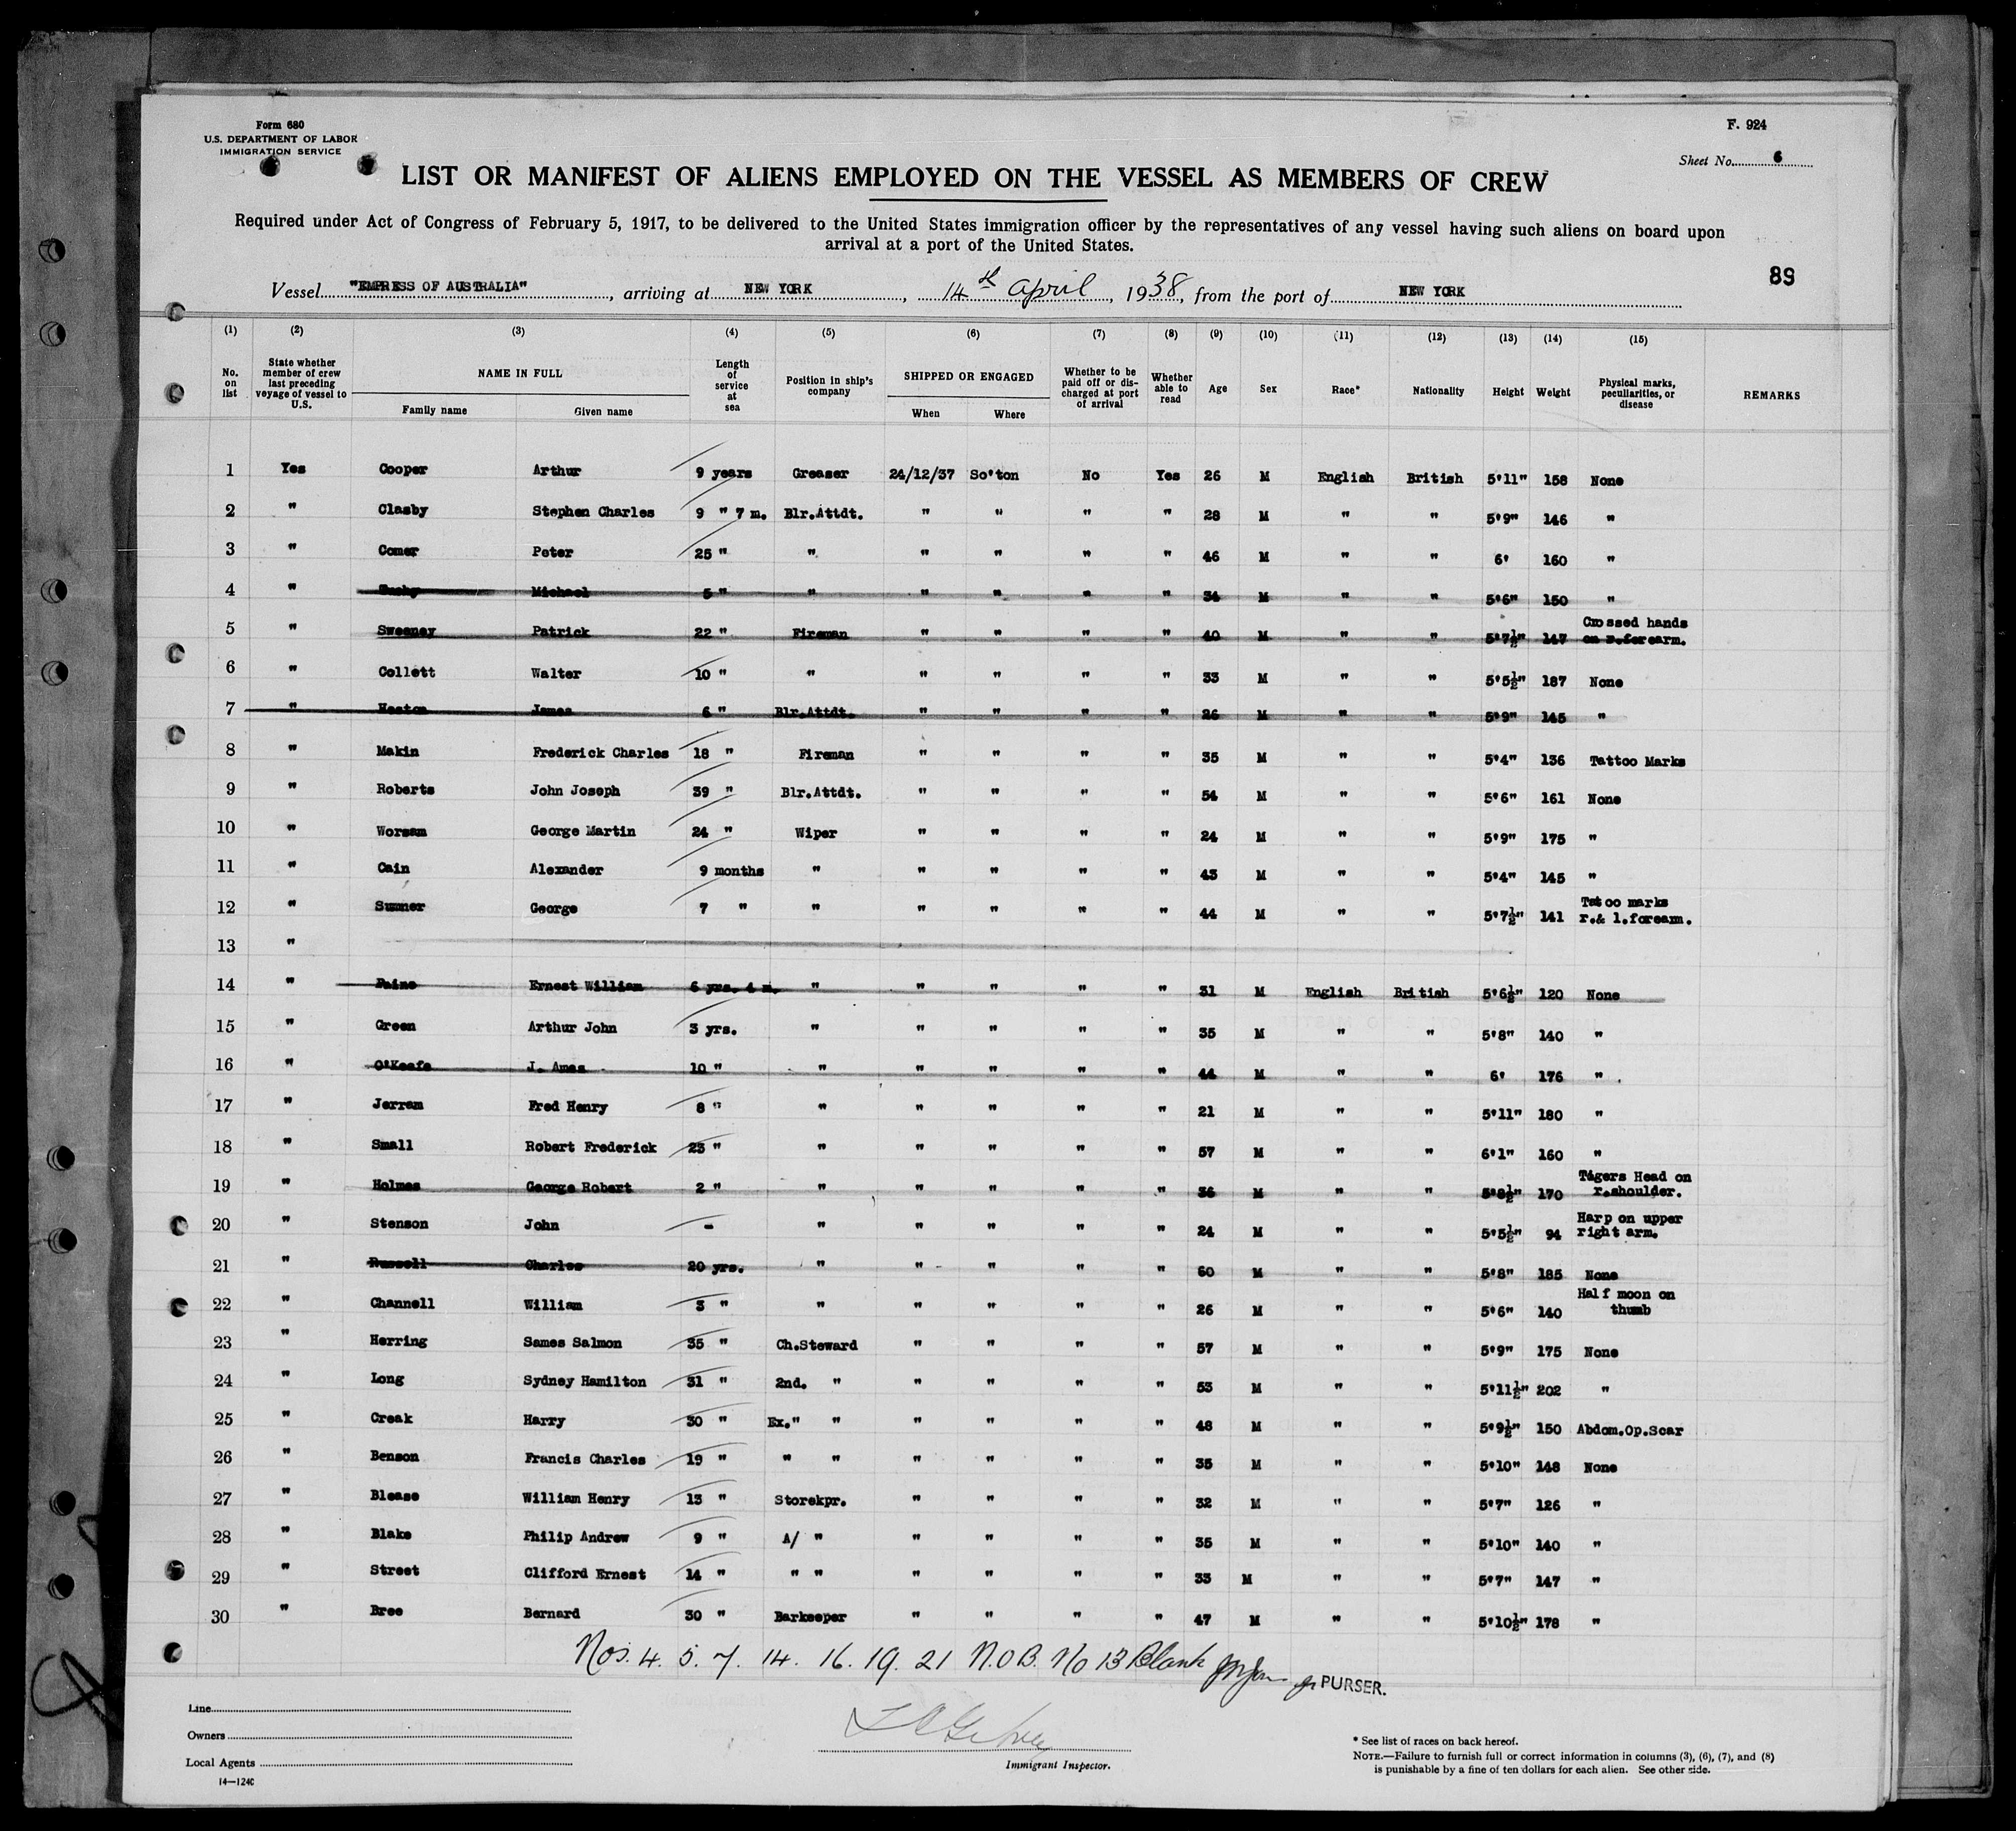 Form 680
U.S. DEPARTMENT OF LABOR
IMMIGRATION SERVICE
F. 924
Sheet No. 6
LIST OR MANIFEST OF ALIENS EMPLOYED ON THE VESSEL AS MEMBERS OF CREW
Required under Act of Congress of February 5, 1917, to be delivered to the United States immigration officer by the representatives of any vessel having such aliens on board upon
arrival at a port of the United States.
89
Vessel "EMPRESS OF AUSTRALIA", arriving at NEW YORK, 14th April, 1938, from the port of NEW YORK
(1) (2) (3) (4) (5) (6) (7) (8) (9) (10) (11) (12) (13) (14) (15)
No. on list | State whether member of crew last preceding voyage of vessel to U.S. | NAME IN FULL Family name Given name | Length of service at sea | Position in ship's company | SHIPPED OR ENGAGED When Where | Whether to be paid off or discharged at port of arrival | Whether able to read | Age | Sex | Race* | Nationality | Height | Weight | Physical marks, peculiarities, or disease | REMARKS
1 Yes Cooper Arthur 9 years Greaser 24/12/37 So'ton No Yes 26 M English British 5'11" 158 None
2 " Clasby Stephen Charles 9 " 7 m. Blr.Attdt. " " " " 28 M " " 5'9" 146 "
3 " Comer Peter 25 " " " " " " 46 M " " 6' 160 "
4 " Michael 5 " " " " " " 34 M " " 5'6" 150 "
5 " Sweeney Patrick 22 " Fireman " " " " 40 M " " 5'7½" 147 Crossed hands on r.forearm.
6 " Collett Walter 10 " " " " " " 33 M " " 5'5½" 187 None
7 " Heaton James 6 " Blr.Attdt. " " " " 26 M " " 5'9" 145 "
8 " Makin Frederick Charles 18 " Fireman " " " " 35 M " " 5'4" 136 Tattoo Marks
9 " Roberts John Joseph 39 " Blr.Attdt. " " " " 54 M " " 5'6" 161 None
10 " Worsam George Martin 24 " Wiper " " " " 24 M " " 5'9" 175 "
11 " Cain Alexander 9 months " " " " " 43 M " " 5'4" 145 "
12 " Sumner George 7 " " " " " " 44 M " " 5'7½" 141 Tatoo marks r.& l.forearm.
13 "
14 " Paine Ernest William 6 yrs. 4 m. " " " " " 31 M English British 5'6½" 120 None
15 " Green Arthur John 3 yrs. " " " " " 35 M " " 5'8" 140 "
16 " O'Keefe J. Amos 10 " " " " " " 44 M " " 6' 176 "
17 " Jerram Fred Henry 8 " " " " " " 21 M " " 5'11" 180 "
18 " Small Robert Frederick 23 " " " " " " 57 M " " 6'1" 160 "
19 " Holmes George Robert 2 " " " " " " 36 M " " 5'8½" 170 Tigers Head on r.shoulder.
20 " Stenson John - " " " " " 24 M " " 5'5½" 94 Harp on upper right arm.
21 " Russell Charles 20 yrs. " " " " " 60 M " " 5'8" 185 None
22 " Channell William 3 " " " " " " 26 M " " 5'6" 140 Half moon on thumb
23 " Herring Sames Salmon 35 " Ch.Steward " " " " 57 M " " 5'9" 175 None
24 " Long Sydney Hamilton 31 " 2nd. " " " " " 53 M " " 5'11½" 202 "
25 " Creak Harry 30 " Ex." " " " " " 48 M " " 5'9½" 150 Abdom.Op.Scar
26 " Benson Francis Charles 19 " " " " " " " 35 M " " 5'10" 148 None
27 " Blease William Henry 13 " Storekpr. " " " " 32 M " " 5'7" 126 "
28 " Blake Philip Andrew 9 " A/ " " " " " 35 M " " 5'10" 140 "
29 " Street Clifford Ernest 14 " " " " " " " 33 M " " 5'7" 147 "
30 " Bree Bernard 30 " Barkeeper " " " " 47 M " " 5'10½" 178 "
Nos. 4. 5. 7. 14. 16. 19. 21 N.O.B. No 13 Blank PURSER.
Line
Owners
Local Agents
14—1240
Immigrant Inspector.
* See list of races on back hereof.
NOTE.—Failure to furnish full or correct information in columns (3), (6), (7), and (8)
is punishable by a fine of ten dollars for each alien. See other side.